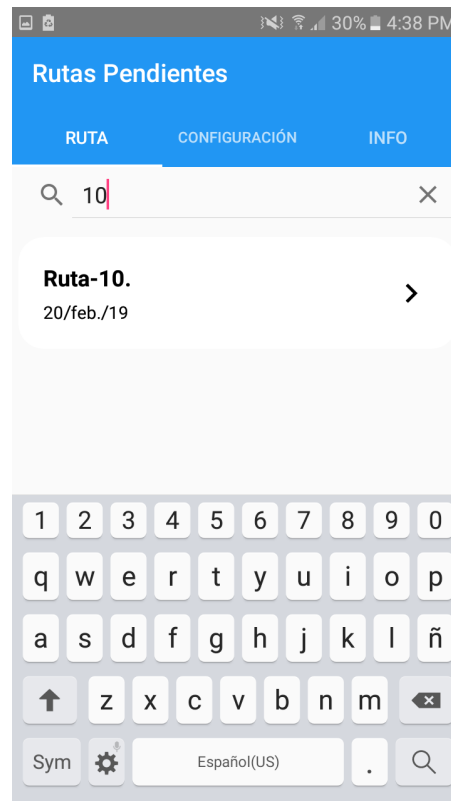 30% 4:38 PM
Rutas Pendientes
RUTA CONFIGURACIÓN INFO
10
Ruta-10.
20/feb./19
1 2 3 4 5 6 7 8 9 0
q w e r t y u i o p
a s d f g h j k l ñ
z x c v b n m
Sym Español(US) .